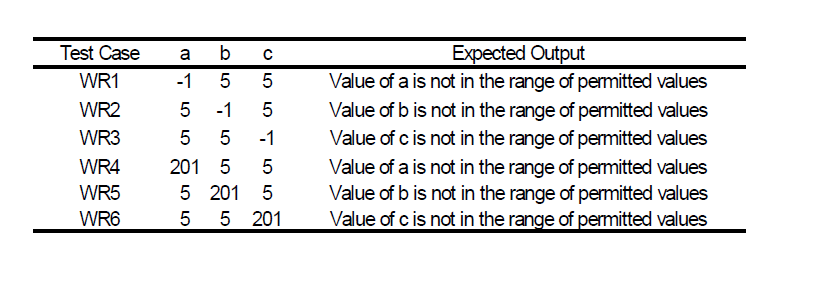 Test Case a b c Expected Output
WR1 -1 5 5 Value of a is not in the range of permitted values
WR2 5 -1 5 Value of b is not in the range of permitted values
WR3 5 5 -1 Value of c is not in the range of permitted values
WR4 201 5 5 Value of a is not in the range of permitted values
WR5 5 201 5 Value of b is not in the range of permitted values
WR6 5 5 201 Value of c is not in the range of permitted values